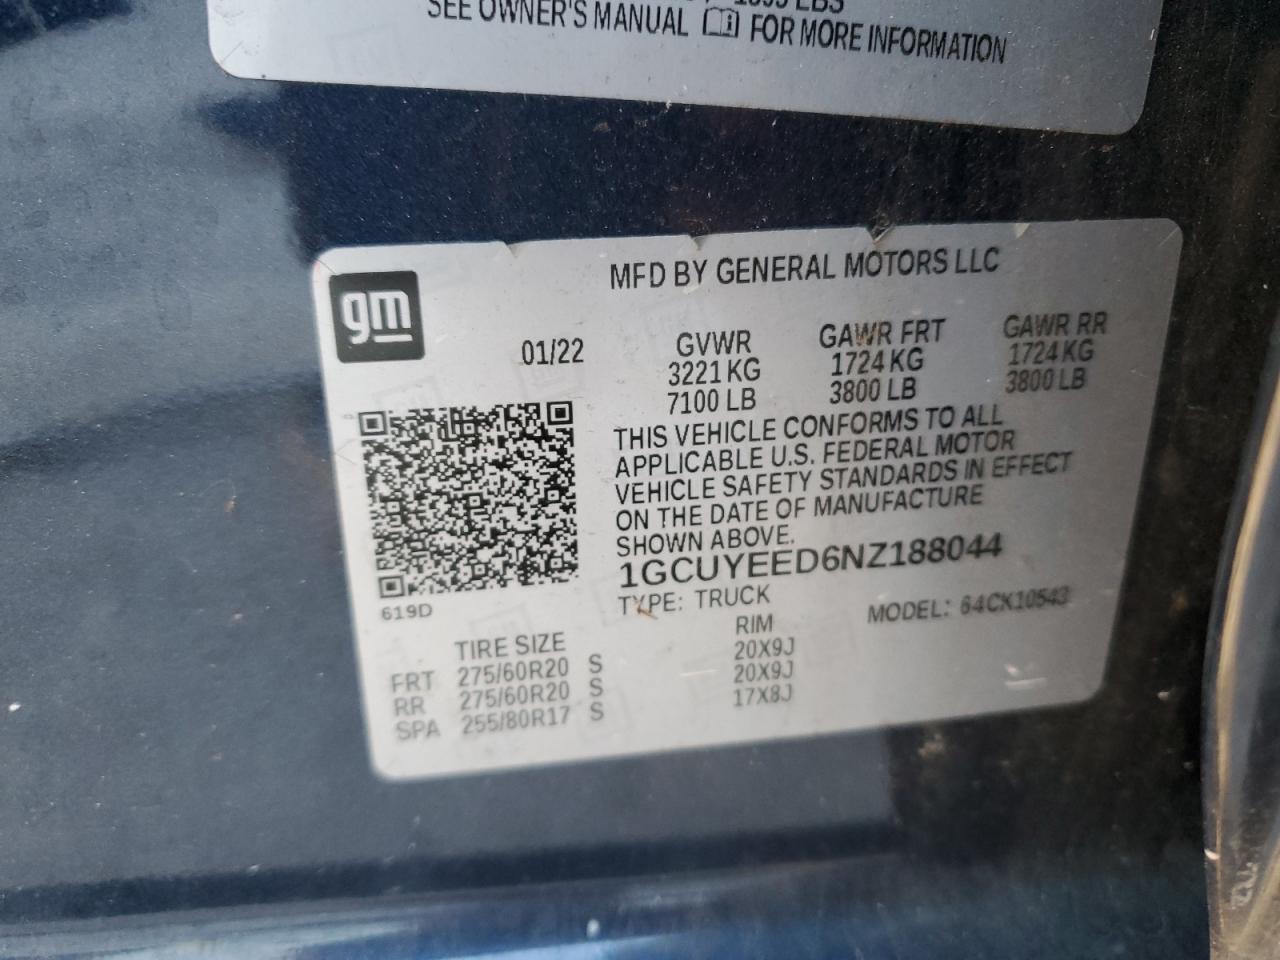 SEE OWNER'S MANUAL FOR MORE INFORMATION
gm
MFD BY GENERAL MOTORS LLC
01/22 GVWR GAWR FRT GAWR RR
3221 KG 1724 KG 1724 KG
7100 LB 3800 LB 3800 LB
THIS VEHICLE CONFORMS TO ALL
APPLICABLE U.S. FEDERAL MOTOR
VEHICLE SAFETY STANDARDS IN EFFECT
ON THE DATE OF MANUFACTURE
SHOWN ABOVE.
1GCUYEED6NZ188044
619D
TYPE: TRUCK MODEL: 64CK10543
TIRE SIZE RIM
FRT 275/60R20 S 20X9J
RR 275/60R20 S 20X9J
SPA 255/80R17 S 17X8J